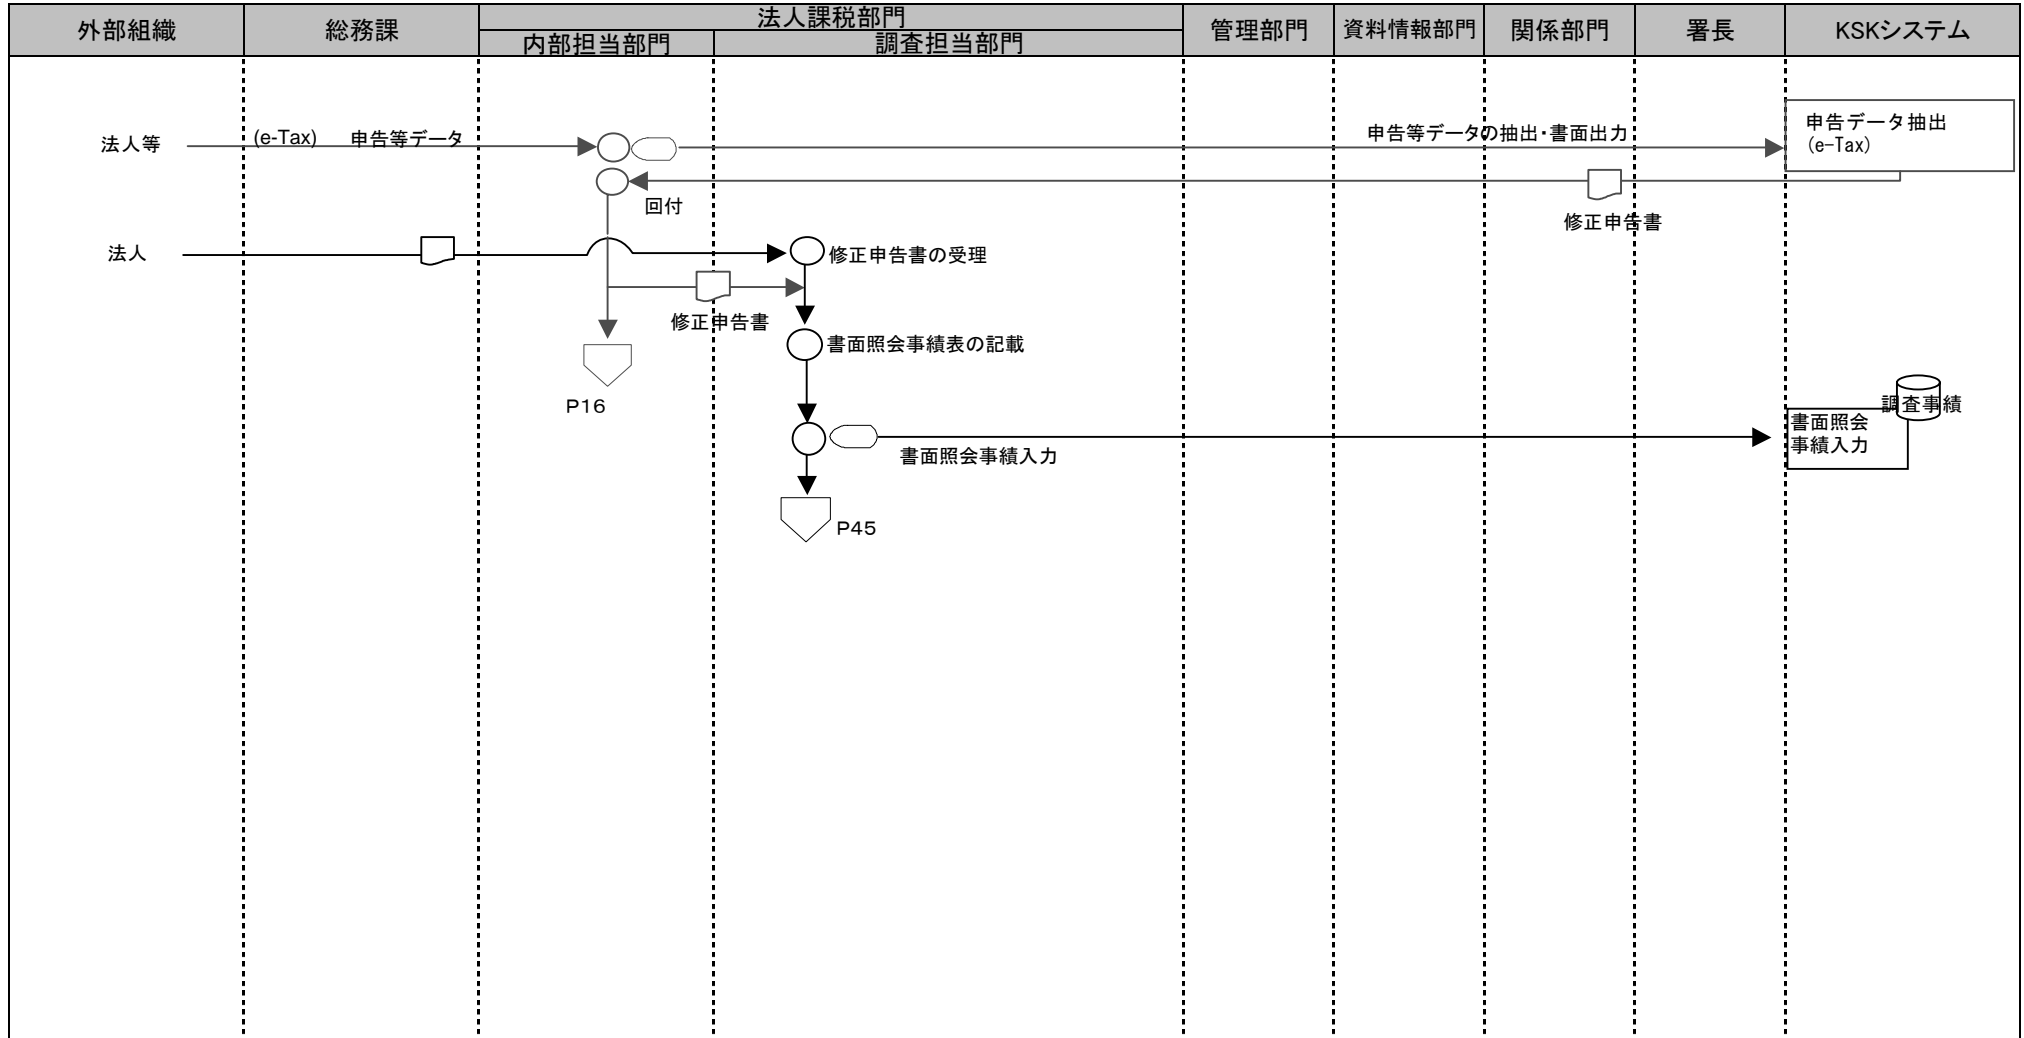 外部組織
総務課
法人課税部門
内部担当部門
調査担当部門
管理部門
資料情報部門
関係部門
署長
KSKシステム
法人等
(e-Tax) 申告等データ
申告等データの抽出・書面出力
申告データ抽出
(e-Tax)
回付
修正申告書
法人
修正申告書の受理
修正申告書
書面照会事績表の記載
P16
調査事績
書面照会
事績入力
書面照会事績入力
P45